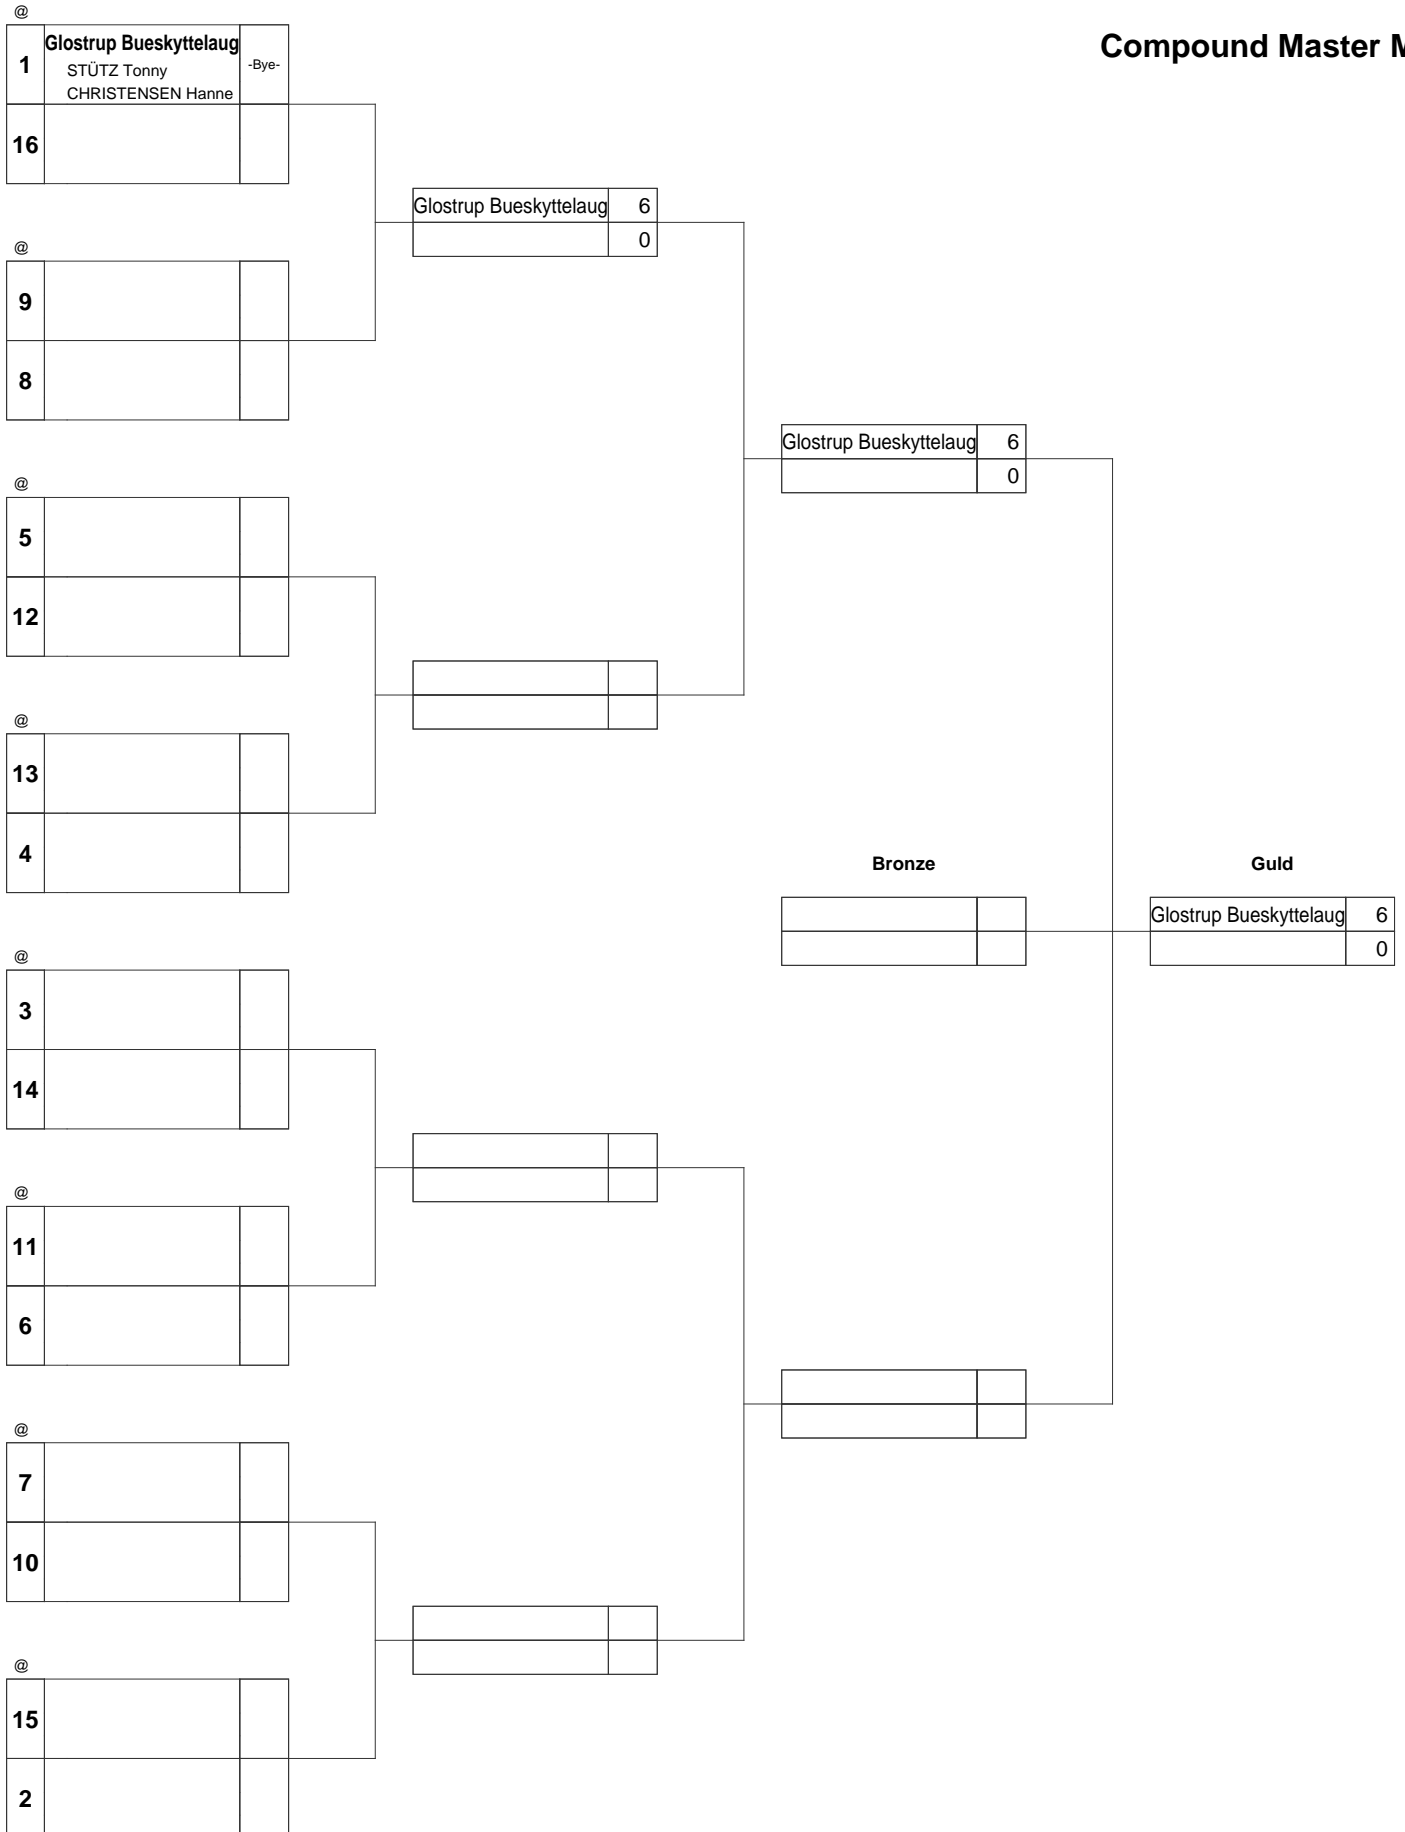 Compound Master M
@
1 Glostrup Bueskyttelaug -Bye-
STÜTZ Tonny
CHRISTENSEN Hanne
16
Glostrup Bueskyttelaug 6
0
@
9
8
Glostrup Bueskyttelaug 6
0
@
5
12
@
13
4
Bronze
Guld
Glostrup Bueskyttelaug 6
0
@
3
14
@
11
6
@
7
10
@
15
2